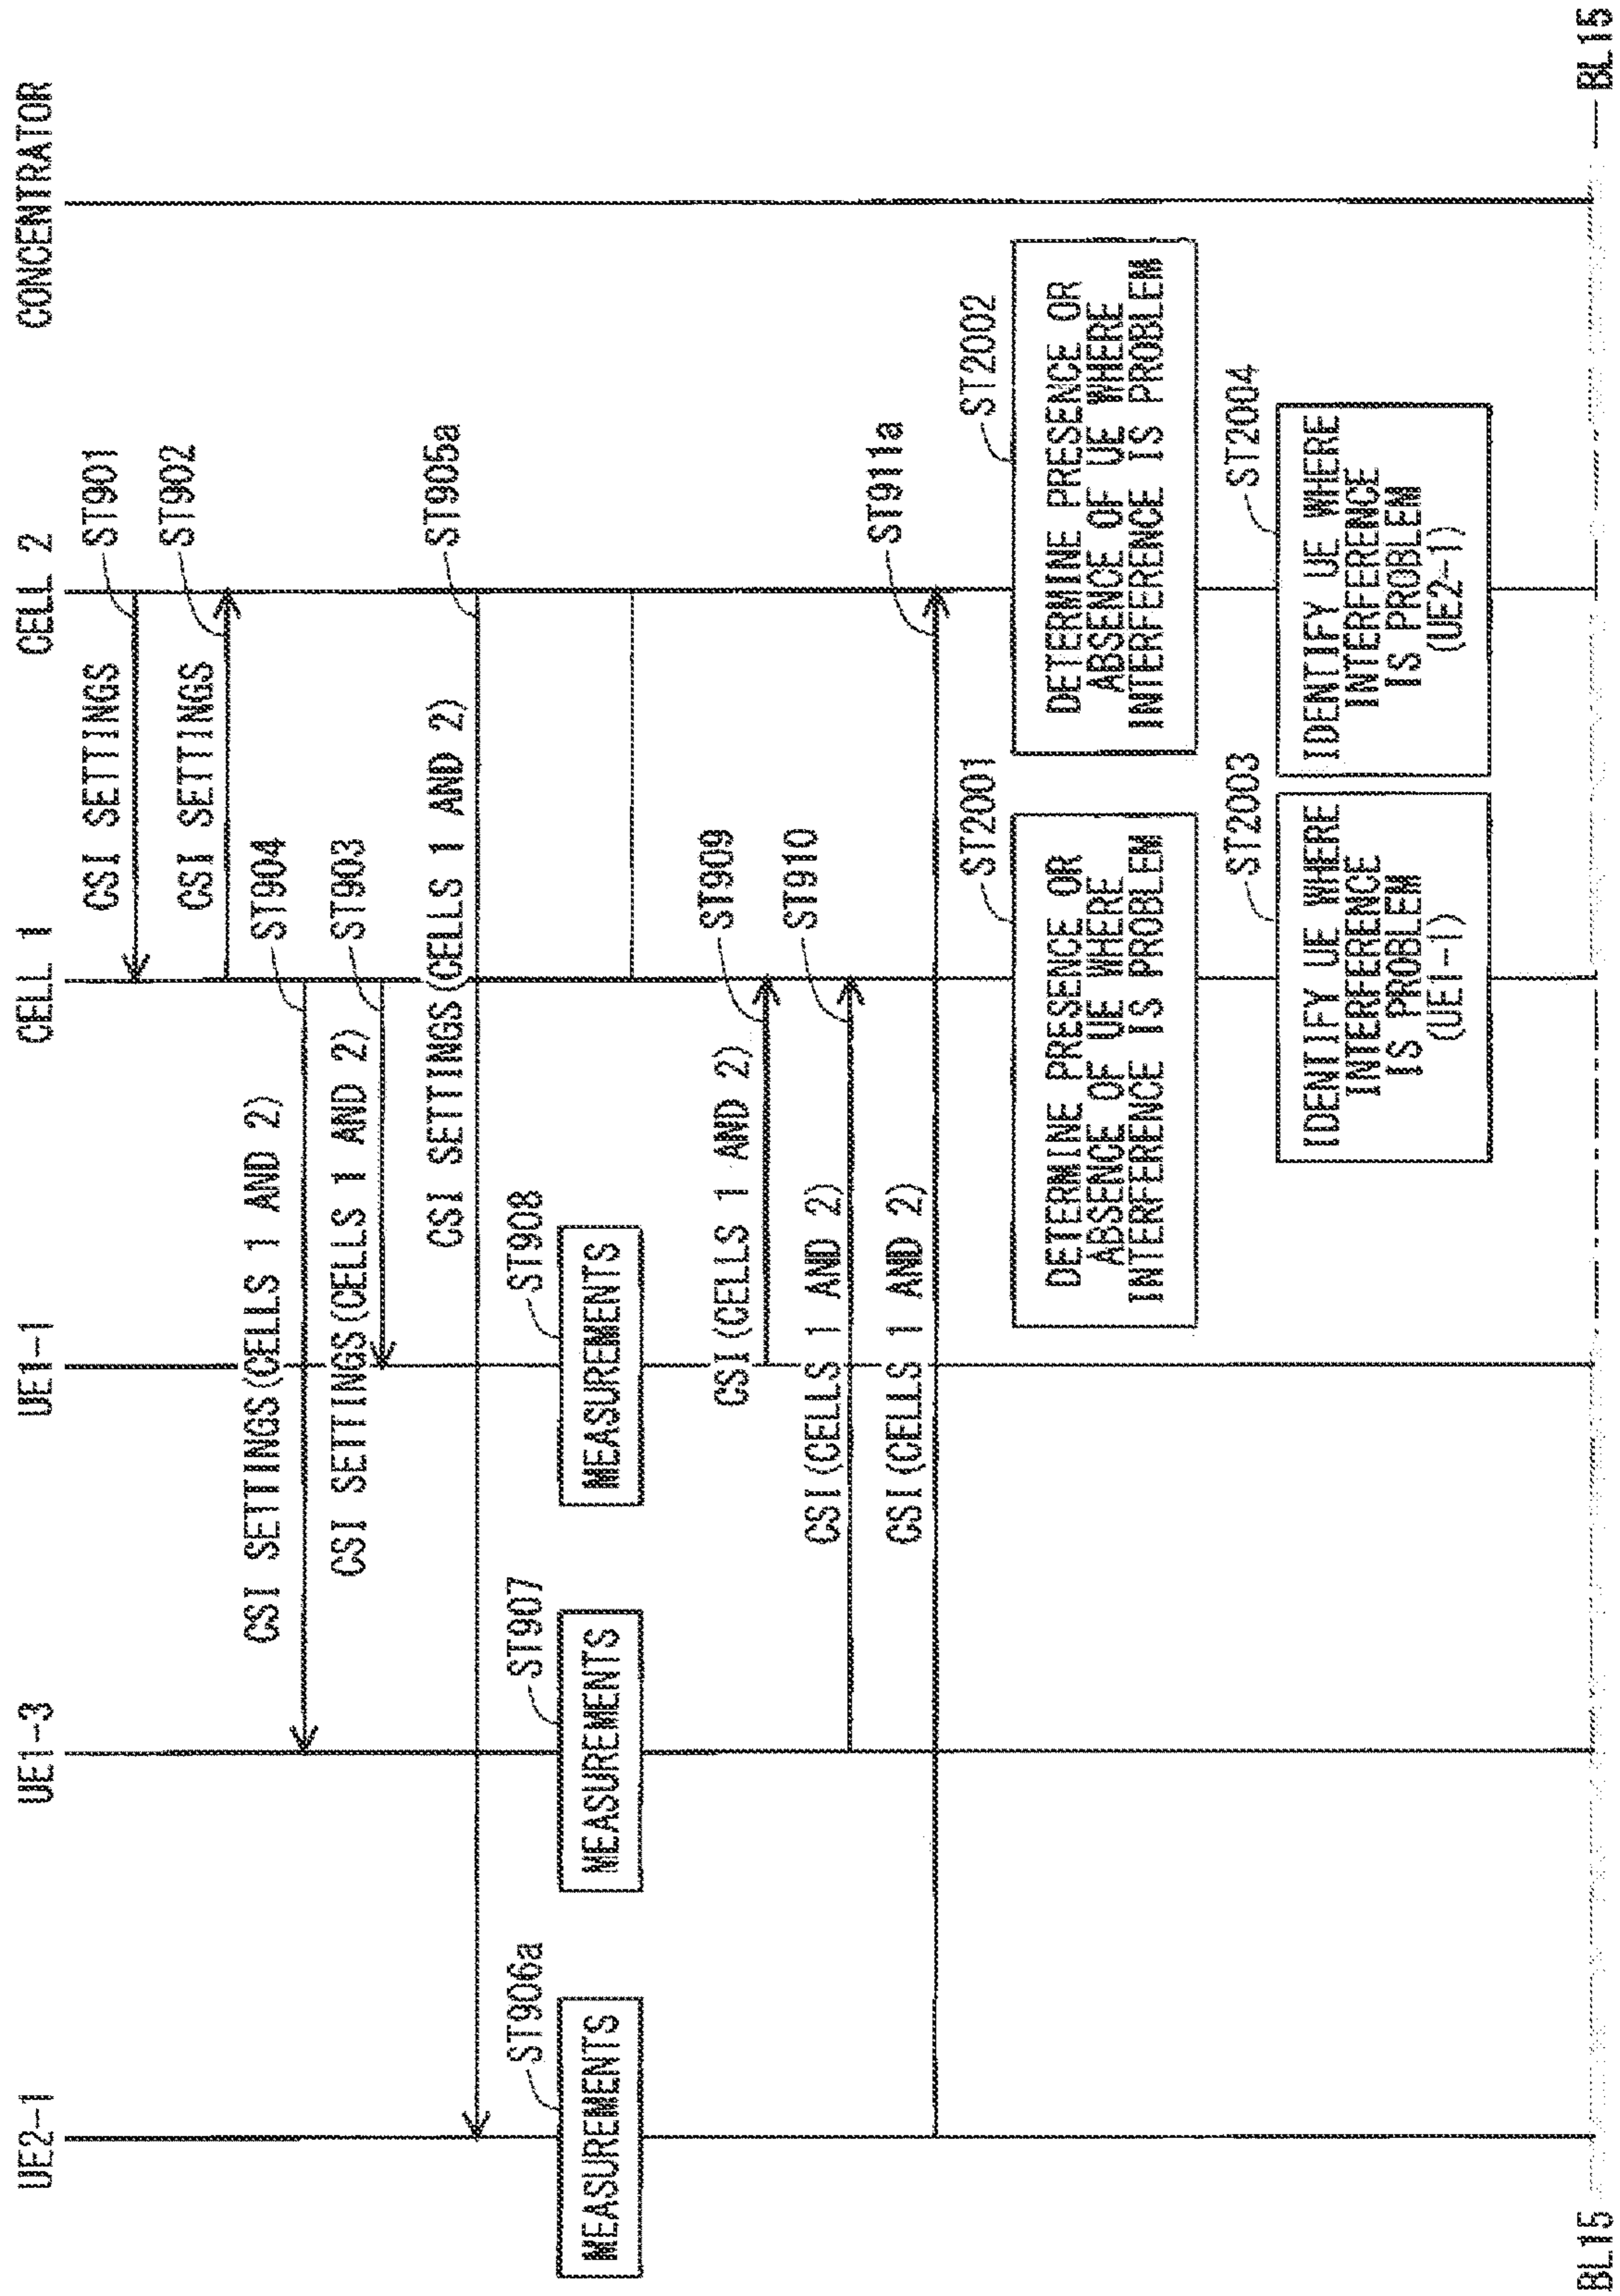 UE2-1
UE1-3
UE1-1
CELL 1
CELL 2
CONCENTRATOR
CSI SETTINGS
ST901
CSI SETTINGS
ST902
CSI SETTINGS(CELLS 1 AND 2)
ST904
CSI SETTINGS(CELLS 1 AND 2)
ST903
CSI SETTINGS(CELLS 1 AND 2)
ST905a
ST906a
MEASUREMENTS
ST907
MEASUREMENTS
ST908
MEASUREMENTS
CSI(CELLS 1 AND 2)
ST909
CSI(CELLS 1 AND 2)
ST910
CSI(CELLS 1 AND 2)
ST911a
ST2001
DETERMINE PRESENCE OR
ABSENCE OF UE WHERE
INTERFERENCE IS PROBLEM
ST2002
DETERMINE PRESENCE OR
ABSENCE OF UE WHERE
INTERFERENCE IS PROBLEM
ST2003
IDENTIFY UE WHERE
INTERFERENCE
IS PROBLEM
(UE1-1)
ST2004
IDENTIFY UE WHERE
INTERFERENCE
IS PROBLEM
(UE2-1)
BL15
BL15